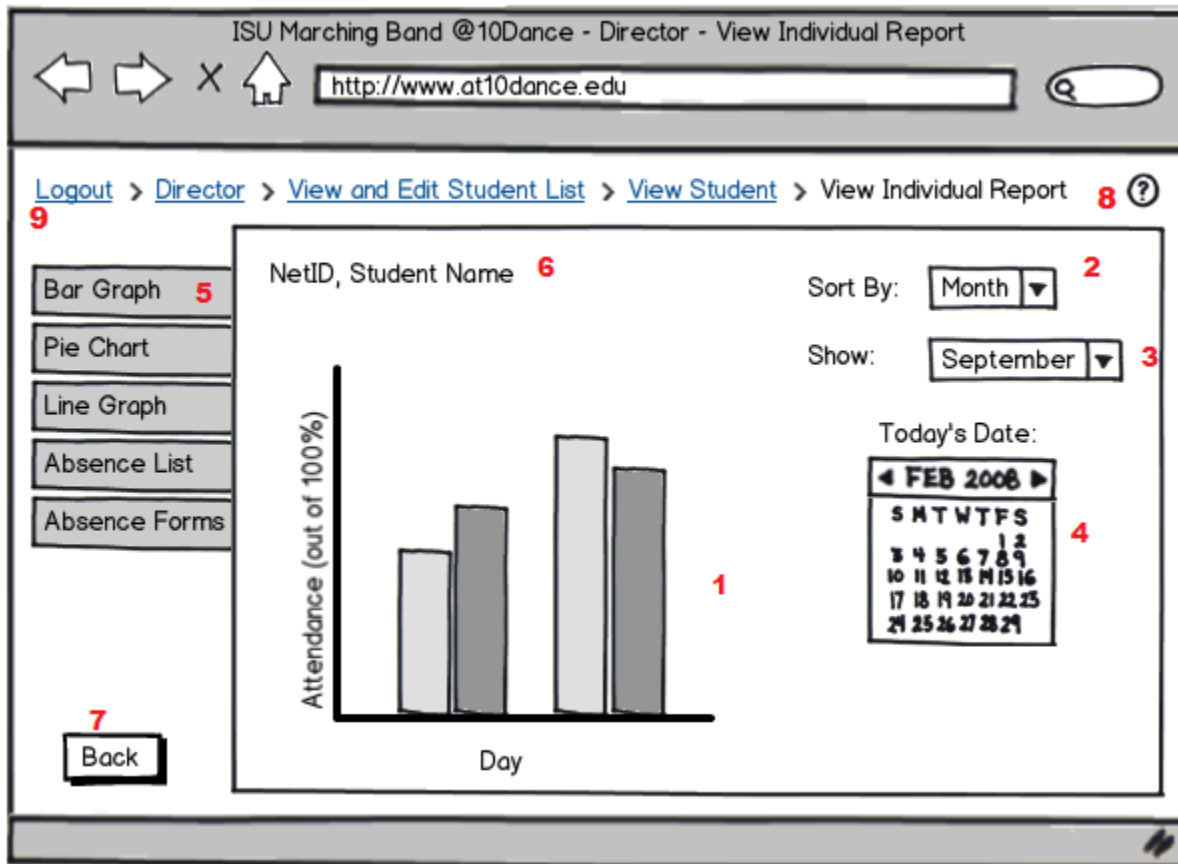 ISU Marching Band @10Dance - Director - View Individual Report
http://www.at10dance.edu
Logout > Director > View and Edit Student List > View Student > View Individual Report 8 ?
9
NetID, Student Name 6
Sort By: Month 2
Show: September 3
Bar Graph 5
Pie Chart
Line Graph
Absence List
Absence Forms
Attendance (out of 100%)
Day
1
Today's Date:
FEB 2008
S M T W T F S
1 2
3 4 5 6 7 8 9
10 11 12 13 14 15 16
17 18 19 20 21 22 23
24 25 26 27 28 29
4
7
Back